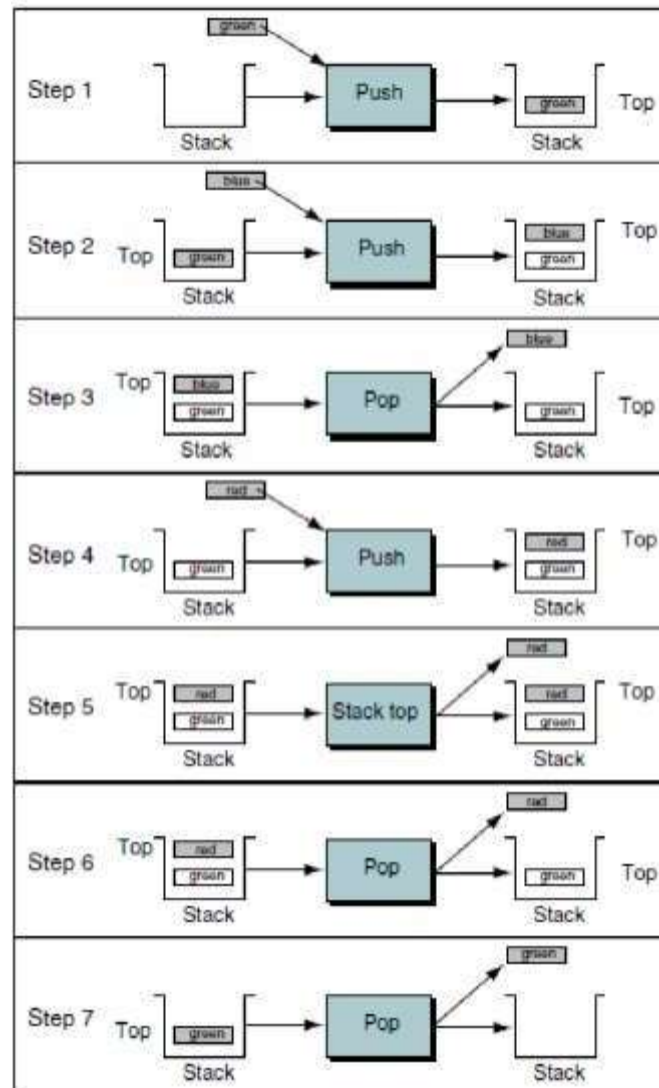 green
Step 1
Push
green
Top
Stack
Stack
blue
Step 2
Top
green
Push
blue
green
Top
Stack
Stack
blue
Top
blue
Step 3
green
Pop
green
Top
Stack
Stack
red
Step 4
Top
green
Push
red
green
Top
Stack
Stack
red
Top
red
Step 5
green
Stack top
red
green
Top
Stack
Stack
red
Top
red
Step 6
green
Pop
green
Top
Stack
Stack
green
Step 7
Top
green
Pop
Stack
Stack